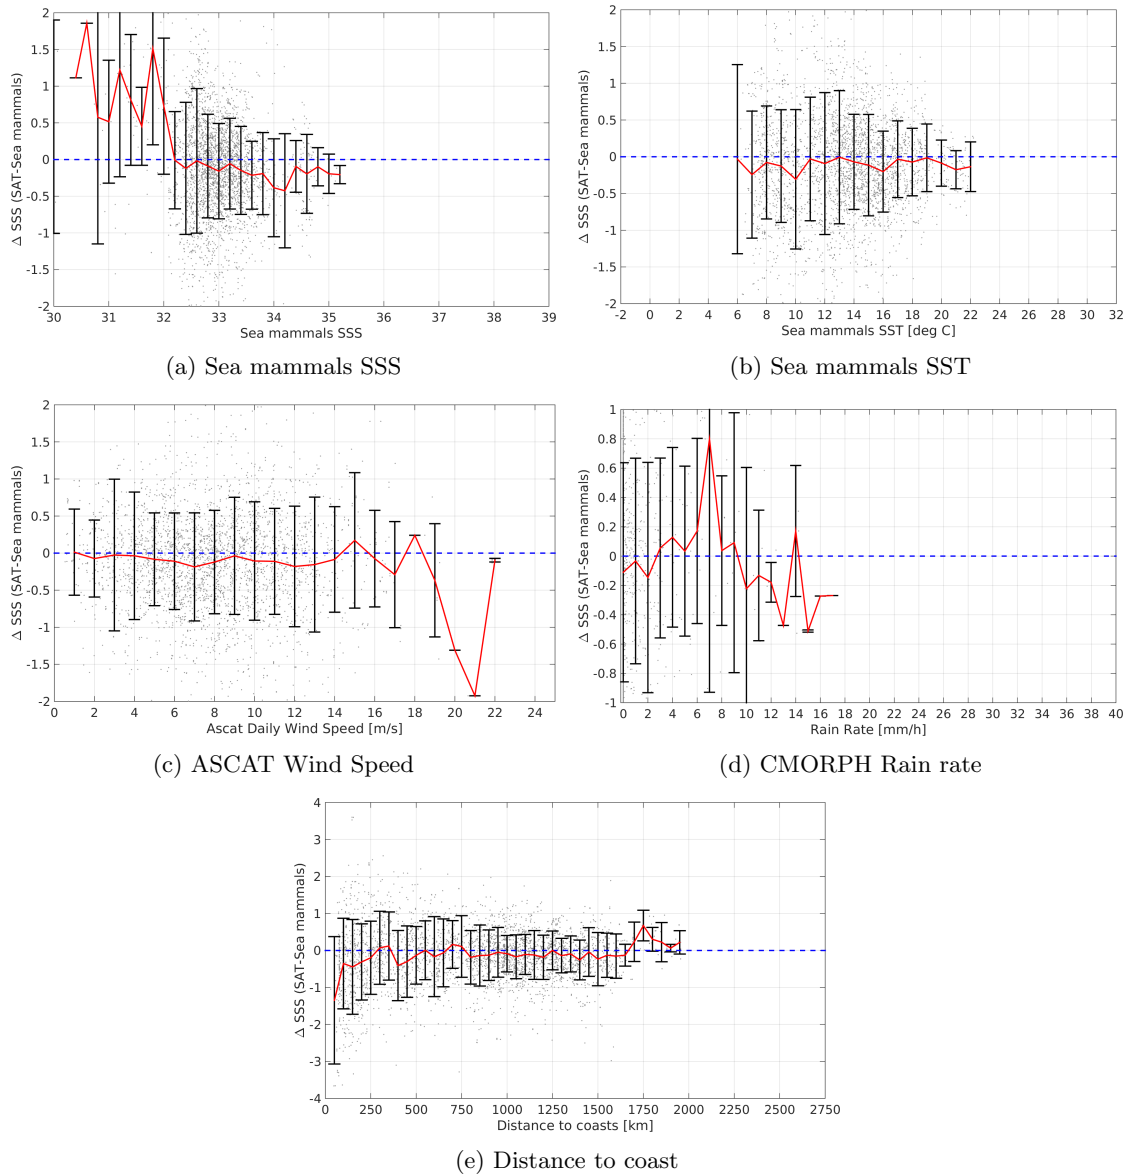 2
1.5
1
0.5
0
-0.5
-1
-1.5
-2
Δ SSS (SAT-Sea mammals)
30 31 32 33 34 35 36 37 38 39
Sea mammals SSS
(a) Sea mammals SSS
2
1.5
1
0.5
0
-0.5
-1
-1.5
-2
Δ SSS (SAT-Sea mammals)
-2 0 2 4 6 8 10 12 14 16 18 20 22 24 26 28 30 32
Sea mammals SST [deg C]
(b) Sea mammals SST
2
1.5
1
0.5
0
-0.5
-1
-1.5
-2
Δ SSS (SAT-Sea mammals)
0 2 4 6 8 10 12 14 16 18 20 22 24
Ascat Daily Wind Speed [m/s]
(c) ASCAT Wind Speed
1
0.8
0.6
0.4
0.2
0
-0.2
-0.4
-0.6
-0.8
-1
Δ SSS (SAT-Sea mammals)
0 2 4 6 8 10 12 14 16 18 20 22 24 26 28 30 32 34 36 38 40
Rain Rate [mm/h]
(d) CMORPH Rain rate
4
3
2
1
0
-1
-2
-3
-4
Δ SSS (SAT-Sea mammals)
0 250 500 750 1000 1250 1500 1750 2000 2250 2500 2750
Distance to coasts [km]
(e) Distance to coast